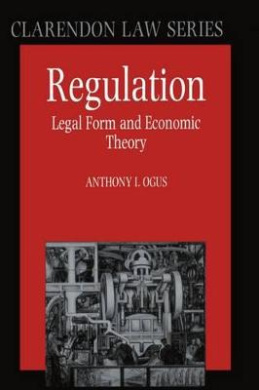 CLARENDON LAW SERIES
Regulation
Legal Form and Economic
Theory
ANTHONY I. OGUS